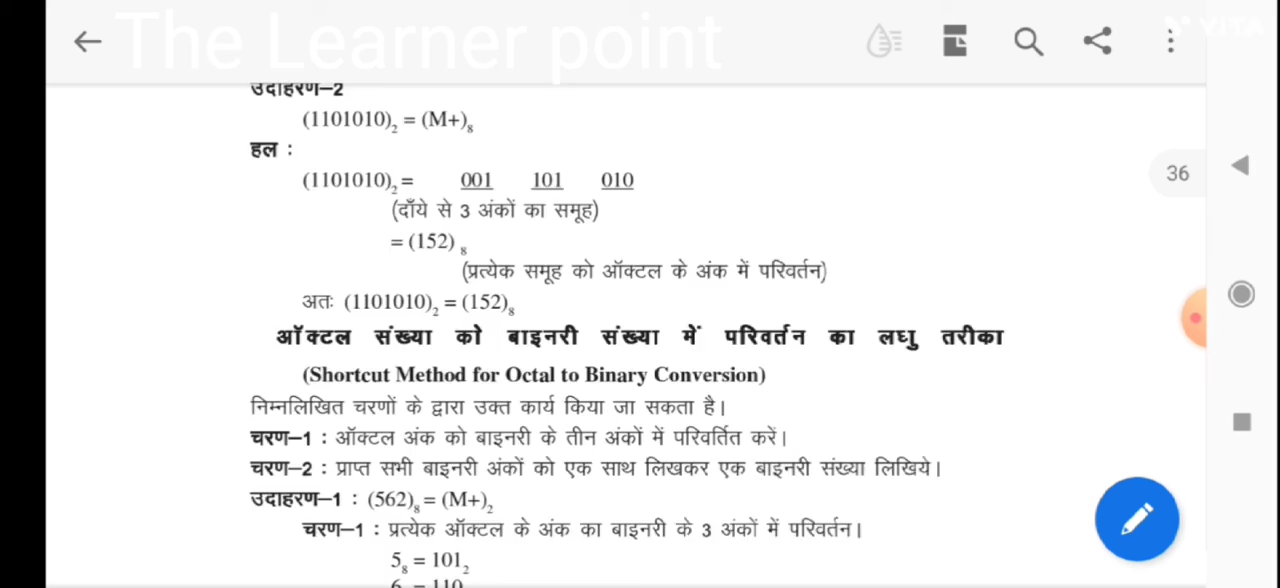 The Learner point
VITA
उदाहरण–2
(1101010)₂ = (M+)₈
हल :
36
(1101010)₂ = 001 101 010
(दाँये से 3 अंकों का समूह)
= (152) ₈
(प्रत्येक समूह को ऑक्टल के अंक में परिवर्तन)
अतः (1101010)₂ = (152)₈
ऑक्टल संख्या को बाइनरी संख्या में परिवर्तन का लधु तरीका
(Shortcut Method for Octal to Binary Conversion)
निम्नलिखित चरणों के द्वारा उक्त कार्य किया जा सकता है।
चरण–1 : ऑक्टल अंक को बाइनरी के तीन अंकों में परिवर्तित करें।
चरण–2 : प्राप्त सभी बाइनरी अंकों को एक साथ लिखकर एक बाइनरी संख्या लिखिये।
उदाहरण–1 : (562)₈ = (M+)₂
चरण–1 : प्रत्येक ऑक्टल के अंक का बाइनरी के 3 अंकों में परिवर्तन।
5₈ = 101₂
6 = 110